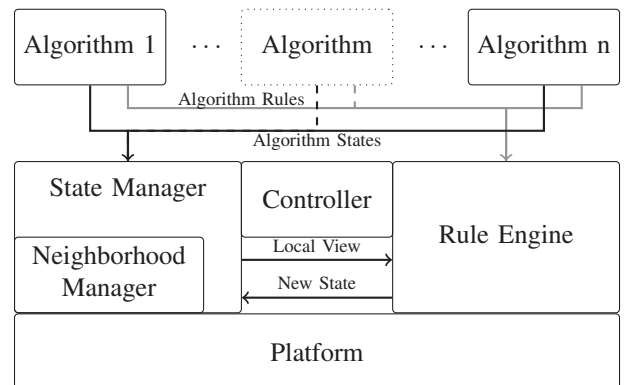 Algorithm 1 ... Algorithm ... Algorithm n
Algorithm Rules
Algorithm States
State Manager
Controller
Rule Engine
Local View
Neighborhood
Manager
New State
Platform